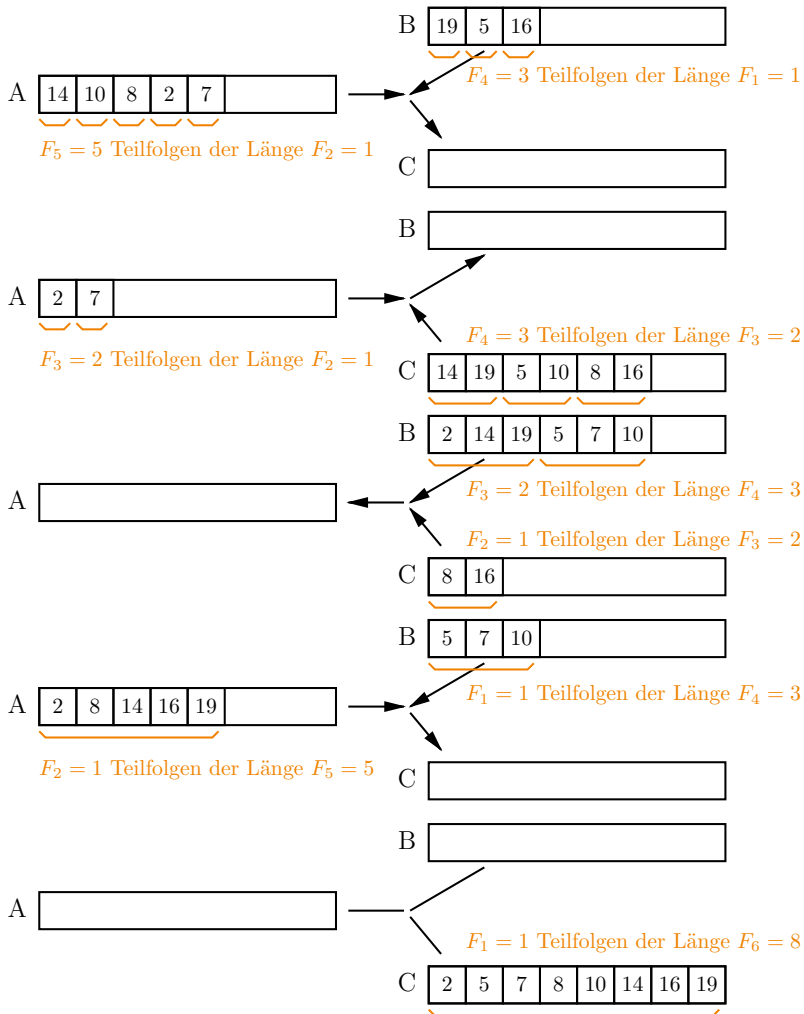 B 19 5 16
F₄ = 3 Teilfolgen der Länge F₁ = 1
A 14 10 8 2 7
F₅ = 5 Teilfolgen der Länge F₂ = 1
C
B
A 2 7
F₄ = 3 Teilfolgen der Länge F₃ = 2
F₃ = 2 Teilfolgen der Länge F₂ = 1
C 14 19 5 10 8 16
B 2 14 19 5 7 10
F₃ = 2 Teilfolgen der Länge F₄ = 3
A
F₂ = 1 Teilfolgen der Länge F₃ = 2
C 8 16
B 5 7 10
F₁ = 1 Teilfolgen der Länge F₄ = 3
A 2 8 14 16 19
F₂ = 1 Teilfolgen der Länge F₅ = 5
C
B
A
F₁ = 1 Teilfolgen der Länge F₆ = 8
C 2 5 7 8 10 14 16 19